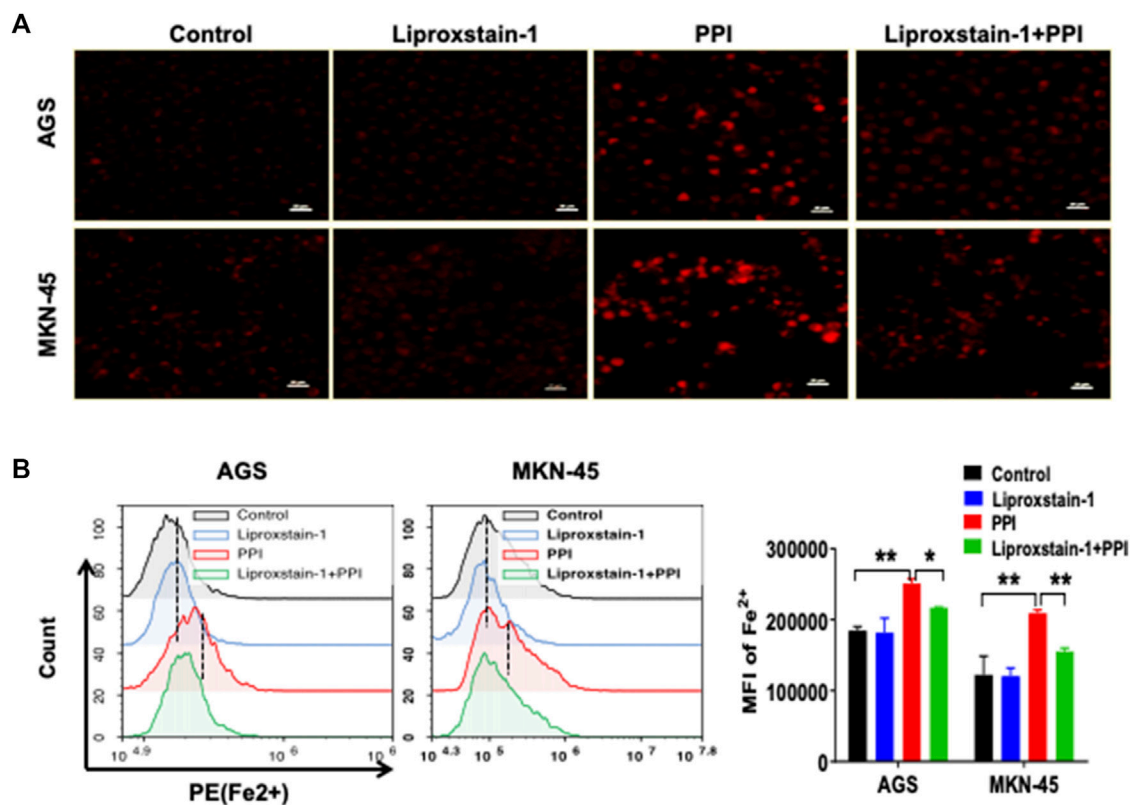 A
Control Liproxstain-1 PPI Liproxstain-1+PPI
AGS
MKN-45
B
AGS MKN-45
Control
Liproxstain-1
PPI
Liproxstain-1+PPI
Control
Liproxstain-1
PPI
Liproxstain-1+PPI
Count
0 20 40 60 80 100
10 4.9 10 6 10 6
0 20 40 60 80 100
10 4.3 10 5 10 6 10 7 10 7.8
PE(Fe2+)
Control
Liproxstain-1
PPI
Liproxstain-1+PPI
MFI of Fe²⁺
300000
200000
100000
0
** * ** **
AGS MKN-45